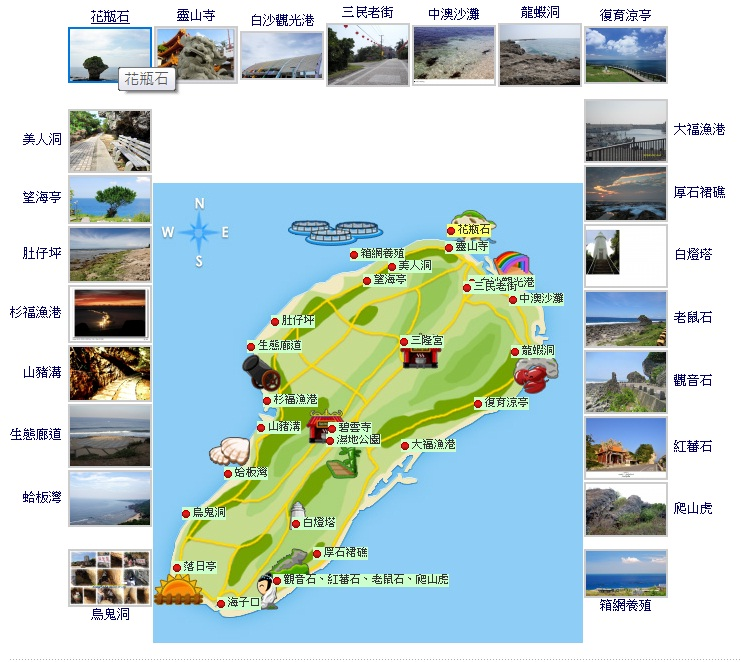 花瓶石
靈山寺
白沙觀光港
三民老街
中澳沙灘
龍蝦洞
復育涼亭
花瓶石
美人洞
望海亭
肚仔坪
杉福漁港
山豬溝
生態廊道
蛤板灣
烏鬼洞
大福漁港
厚石裙礁
白燈塔
老鼠石
觀音石
紅蕃石
爬山虎
箱網養殖
N
W E
S
花瓶石
靈山寺
箱網養殖
美人洞
望海亭
白沙觀光港
三民老街
中澳沙灘
肚仔坪
三隆宮
生態廊道
龍蝦洞
杉福漁港
復育涼亭
山豬溝
碧雲寺
濕地公園
大福漁港
蛤板灣
烏鬼洞
白燈塔
厚石裙礁
落日亭
觀音石、紅蕃石、老鼠石、爬山虎
海子口